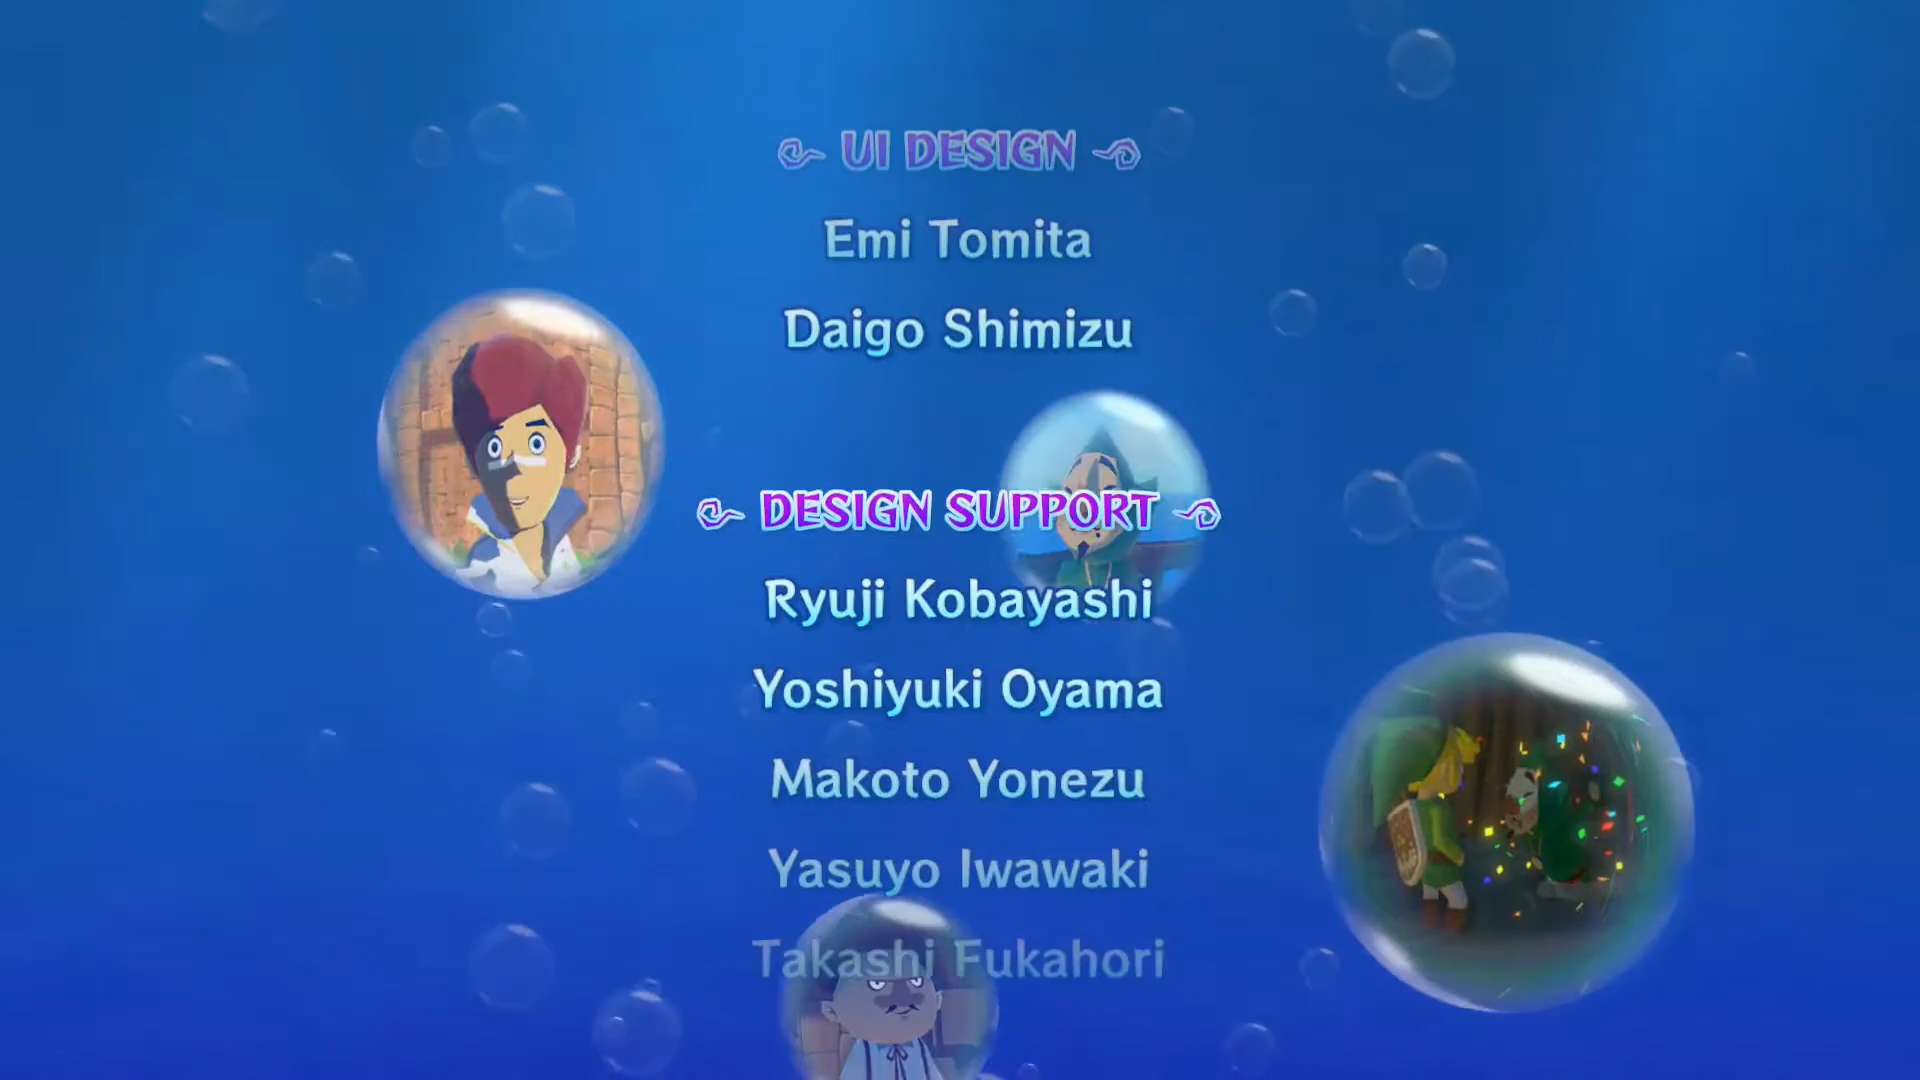 UI DESIGN
Emi Tomita
Daigo Shimizu
DESIGN SUPPORT
Ryuji Kobayashi
Yoshiyuki Oyama
Makoto Yonezu
Yasuyo Iwawaki
Takashi Fukahori